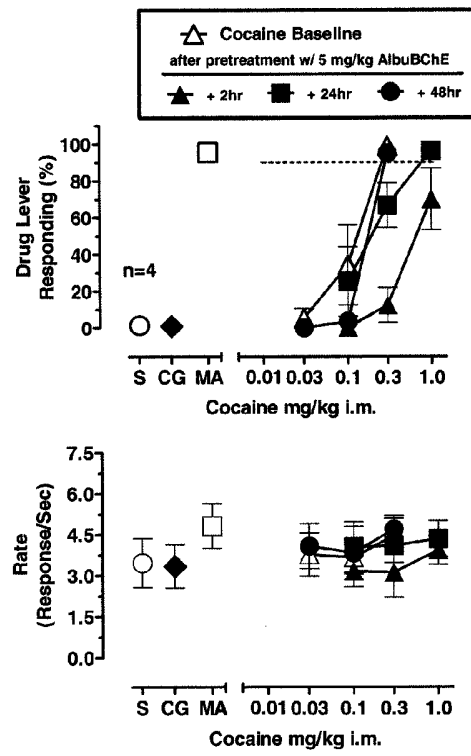 Cocaine Baseline
after pretreatment w/ 5 mg/kg AlbuBChE
+ 2hr + 24hr + 48hr
100
80
60
40
20
0
Drug Lever
Responding (%)
n=4
S CG MA 0.01 0.03 0.1 0.3 1.0
Cocaine mg/kg i.m.
7.5
6.0
4.5
3.0
1.5
0.0
Rate
(Response/Sec)
S CG MA 0.01 0.03 0.1 0.3 1.0
Cocaine mg/kg i.m.